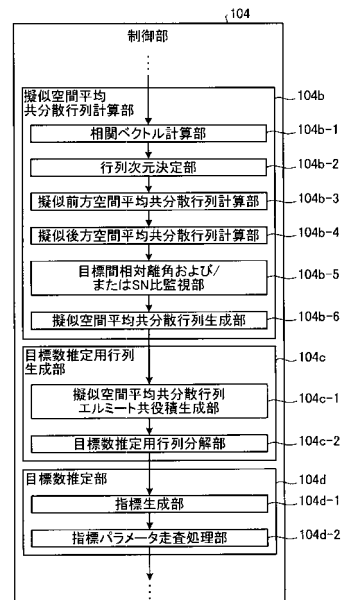 104
制御部
擬似空間平均
共分散行列計算部
104b
相関ベクトル計算部
104b-1
行列次元決定部
104b-2
擬似前方空間平均共分散行列計算部
104b-3
擬似後方空間平均共分散行列計算部
104b-4
目標間相対離角および/
またはSN比監視部
104b-5
擬似空間平均共分散行列生成部
104b-6
目標数推定用行列
生成部
104c
擬似空間平均共分散行列
エルミート共役積生成部
104c-1
目標数推定用行列分解部
104c-2
目標数推定部
104d
指標生成部
104d-1
指標パラメータ走査処理部
104d-2